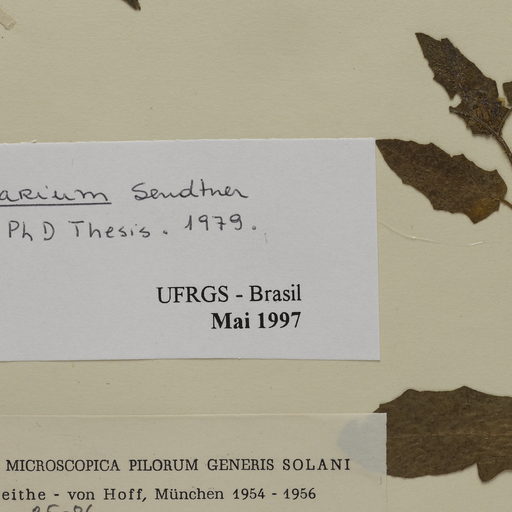 arium Sendtner
PhD Thesis. 1979.
UFRGS - Brasil
Mai 1997
MICROSCOPICA PILORUM GENERIS SOLANI
eithe - von Hoff, München 1954 - 1956